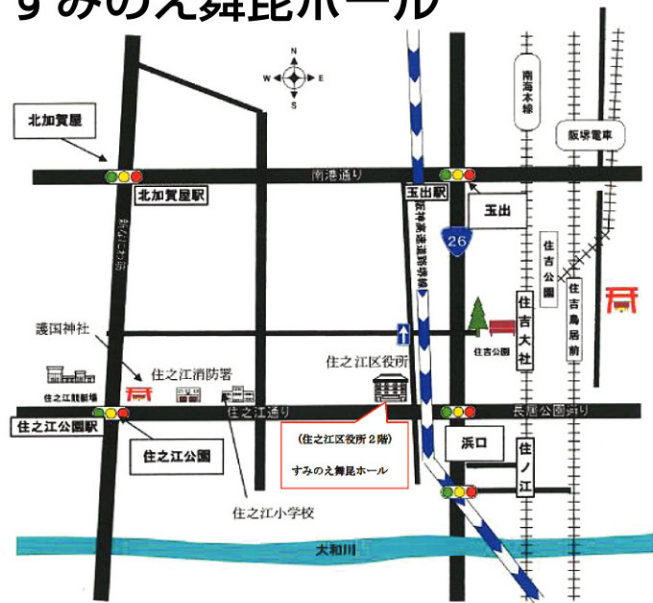 すみのえ舞昆ホール
N
W
E
S
南海本線
阪堺電車
北加賀屋
南港通り
北加賀屋駅
玉出駅
玉出
新なにわ筋
阪神高速道路堺線
26
住吉公園
住吉鳥居前
住吉大社
護国神社
住之江消防署
住之江区役所
住吉公園
住之江競艇場
住之江通り
長居公園通り
住之江公園駅
住之江公園
(住之江区役所2階)
すみのえ舞昆ホール
浜口
住ノ江
住之江小学校
大和川